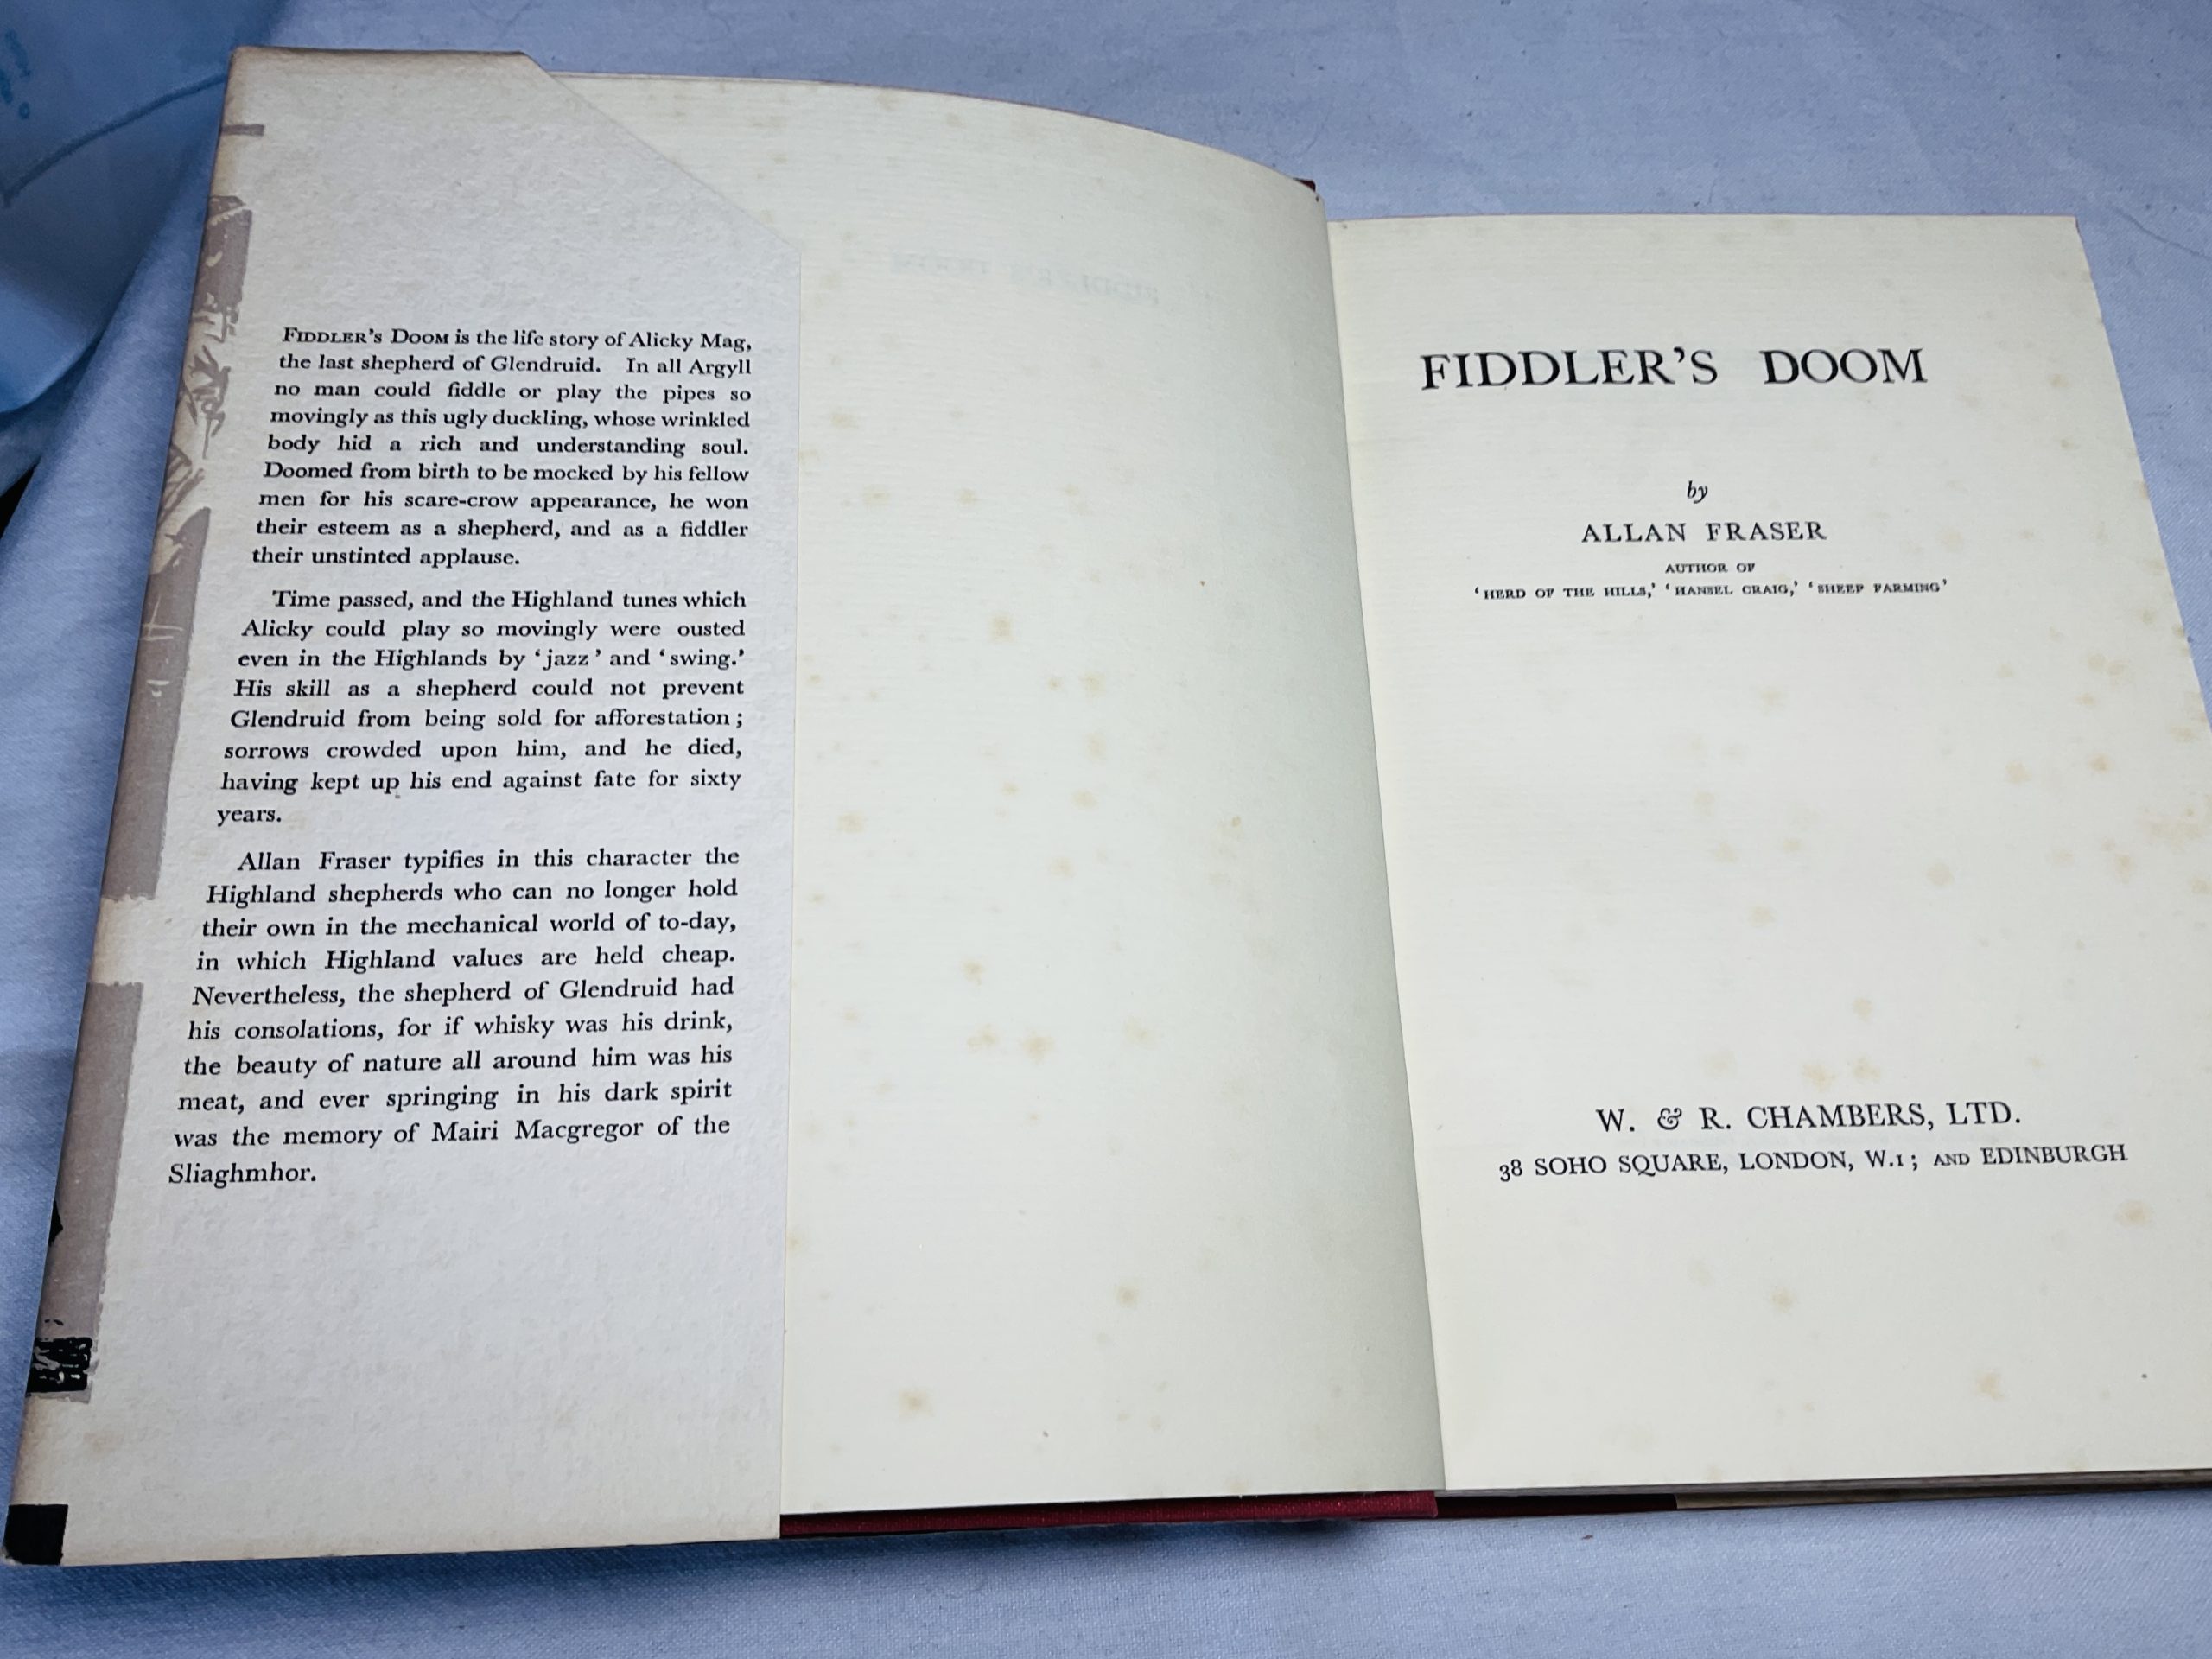 FIDDLER'S DOOM is the life story of Alicky Mag,
the last shepherd of Glendruid. In all Argyll
no man could fiddle or play the pipes so
movingly as this ugly duckling, whose wrinkled
body hid a rich and understanding soul.
Doomed from birth to be mocked by his fellow
men for his scare-crow appearance, he won
their esteem as a shepherd, and as a fiddler
their unstinted applause.
Time passed, and the Highland tunes which
Alicky could play so movingly were ousted
even in the Highlands by ‘jazz’ and ‘swing.’
His skill as a shepherd could not prevent
Glendruid from being sold for afforestation;
sorrows crowded upon him, and he died,
having kept up his end against fate for sixty
years.
Allan Fraser typifies in this character the
Highland shepherds who can no longer hold
their own in the mechanical world of to-day,
in which Highland values are held cheap.
Nevertheless, the shepherd of Glendruid had
his consolations, for if whisky was his drink,
the beauty of nature all around him was his
meat, and ever springing in his dark spirit
was the memory of Mairi Macgregor of the
Sliaghmhor.
FIDDLER'S DOOM
FIDDLER'S DOOM
by
ALLAN FRASER
AUTHOR OF
‘HERD OF THE HILLS,’ ‘HANSEL CRAIG,’ ‘SHEEP FARMING’
W. & R. CHAMBERS, LTD.
38 SOHO SQUARE, LONDON, W.1; AND EDINBURGH